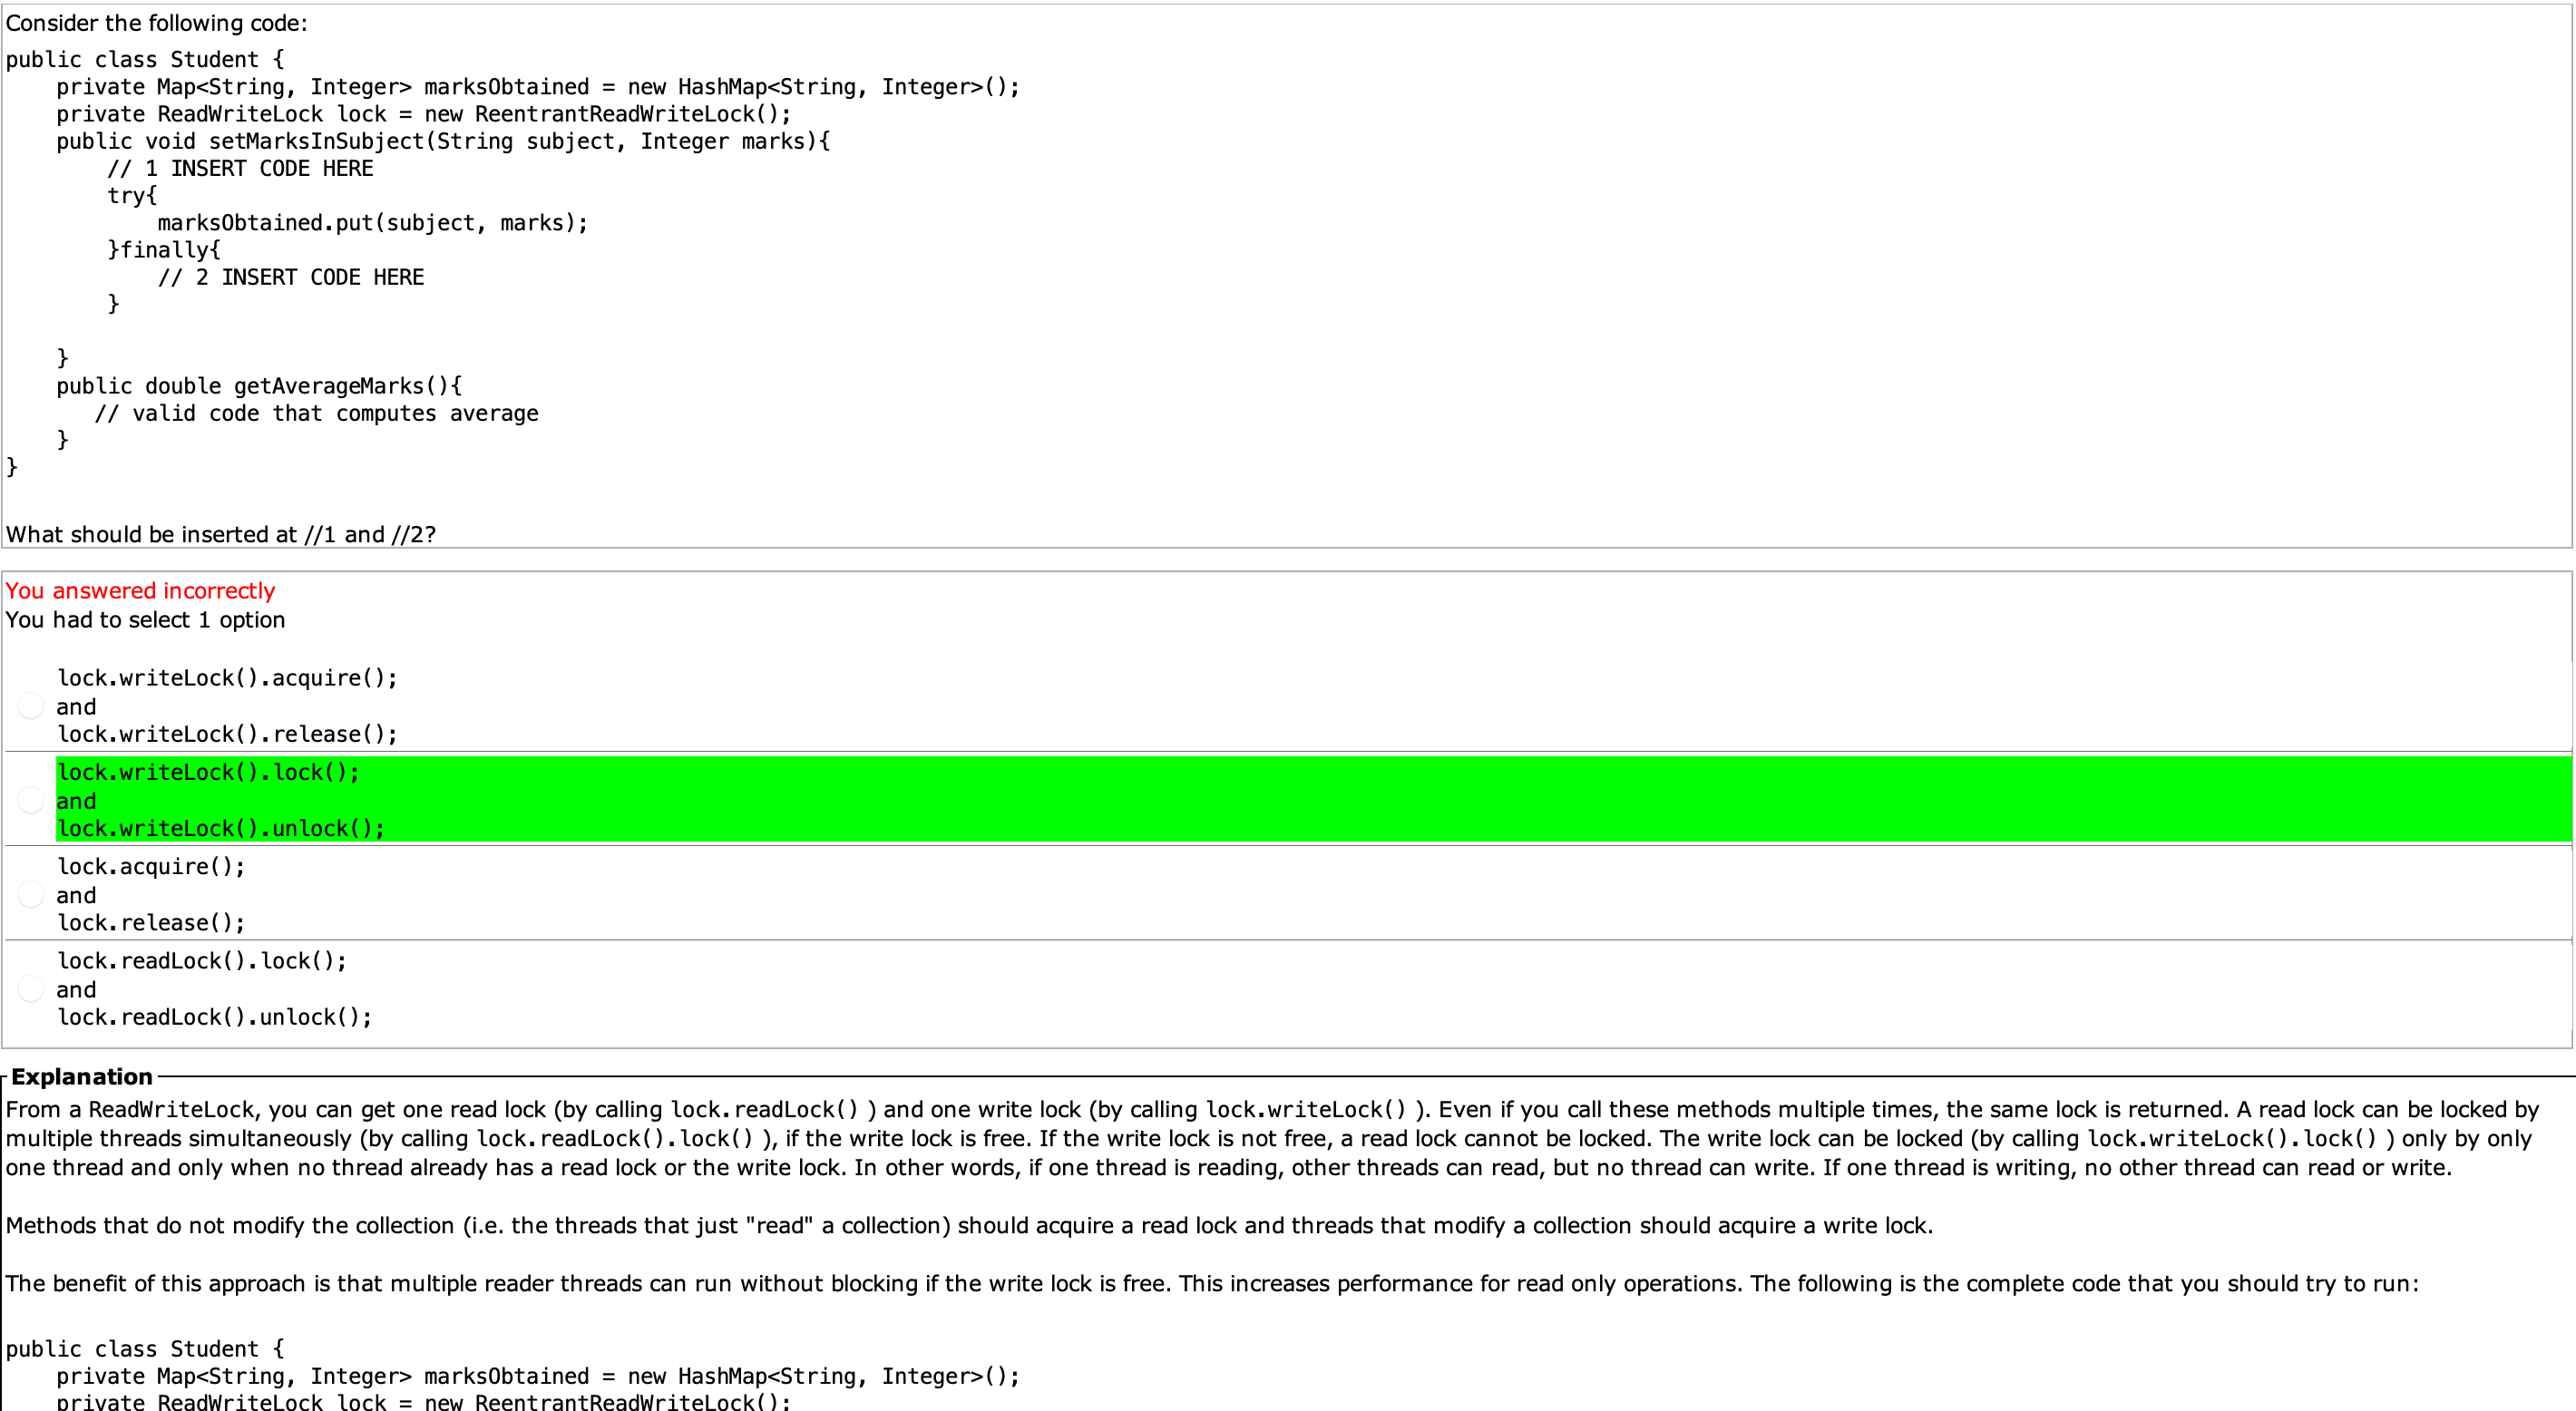 Consider the following code:
public class Student {
    private Map<String, Integer> marksObtained = new HashMap<String, Integer>();
    private ReadWriteLock lock = new ReentrantReadWriteLock();
    public void setMarksInSubject(String subject, Integer marks){
        // 1 INSERT CODE HERE
        try{
            marksObtained.put(subject, marks);
        }finally{
            // 2 INSERT CODE HERE
        }
    }
    public double getAverageMarks(){
       // valid code that computes average
    }
}
What should be inserted at //1 and //2?
You answered incorrectly
You had to select 1 option
lock.writeLock().acquire();
and
lock.writeLock().release();
lock.writeLock().lock();
and
lock.writeLock().unlock();
lock.acquire();
and
lock.release();
lock.readLock().lock();
and
lock.readLock().unlock();
Explanation
From a ReadWriteLock, you can get one read lock (by calling lock.readLock() ) and one write lock (by calling lock.writeLock() ). Even if you call these methods multiple times, the same lock is returned. A read lock can be locked by
multiple threads simultaneously (by calling lock.readLock().lock() ), if the write lock is free. If the write lock is not free, a read lock cannot be locked. The write lock can be locked (by calling lock.writeLock().lock() ) only by only
one thread and only when no thread already has a read lock or the write lock. In other words, if one thread is reading, other threads can read, but no thread can write. If one thread is writing, no other thread can read or write.
Methods that do not modify the collection (i.e. the threads that just "read" a collection) should acquire a read lock and threads that modify a collection should acquire a write lock.
The benefit of this approach is that multiple reader threads can run without blocking if the write lock is free. This increases performance for read only operations. The following is the complete code that you should try to run:
public class Student {
    private Map<String, Integer> marksObtained = new HashMap<String, Integer>();
    private ReadWriteLock lock = new ReentrantReadWriteLock();